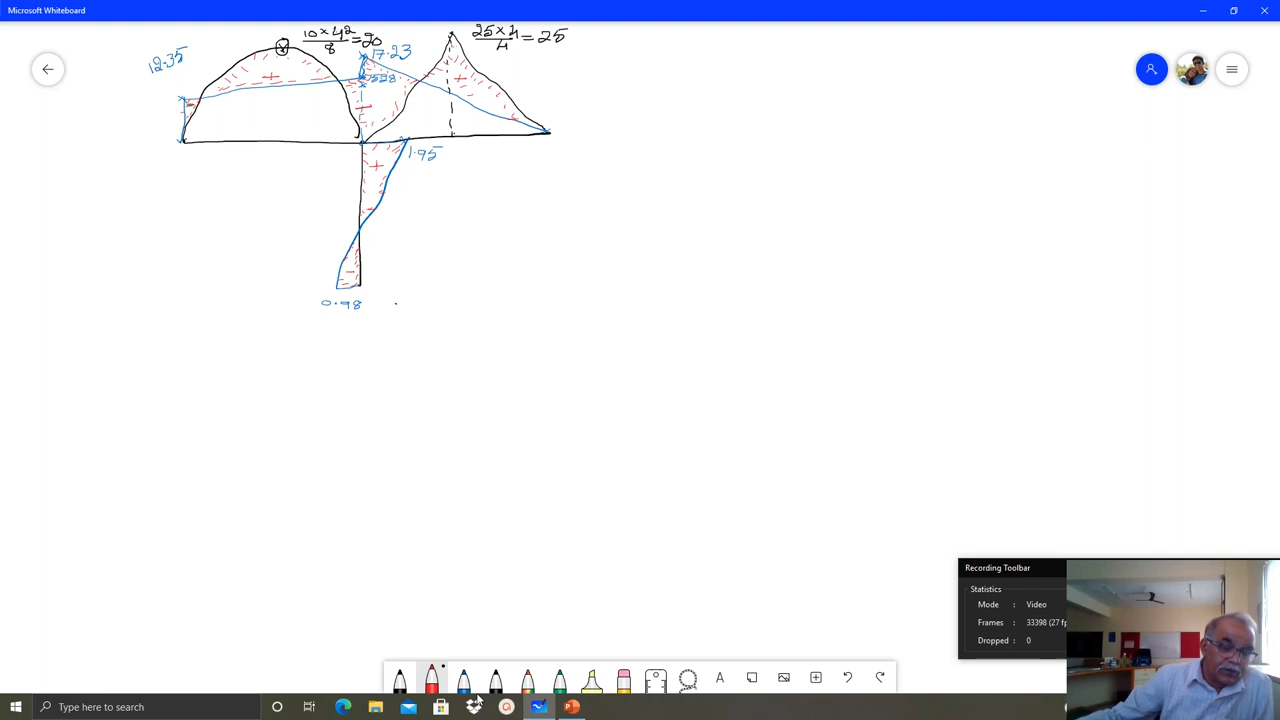 Microsoft Whiteboard
12.35
10 × 4²
8
= 20
25 × 4
4
= 25
17.23
+
+
+
+
1.95
-
0.98
A
Recording Toolbar
Statistics
Mode : Video
Frames : 33398 (27 fp
Dropped : 0
Type here to search